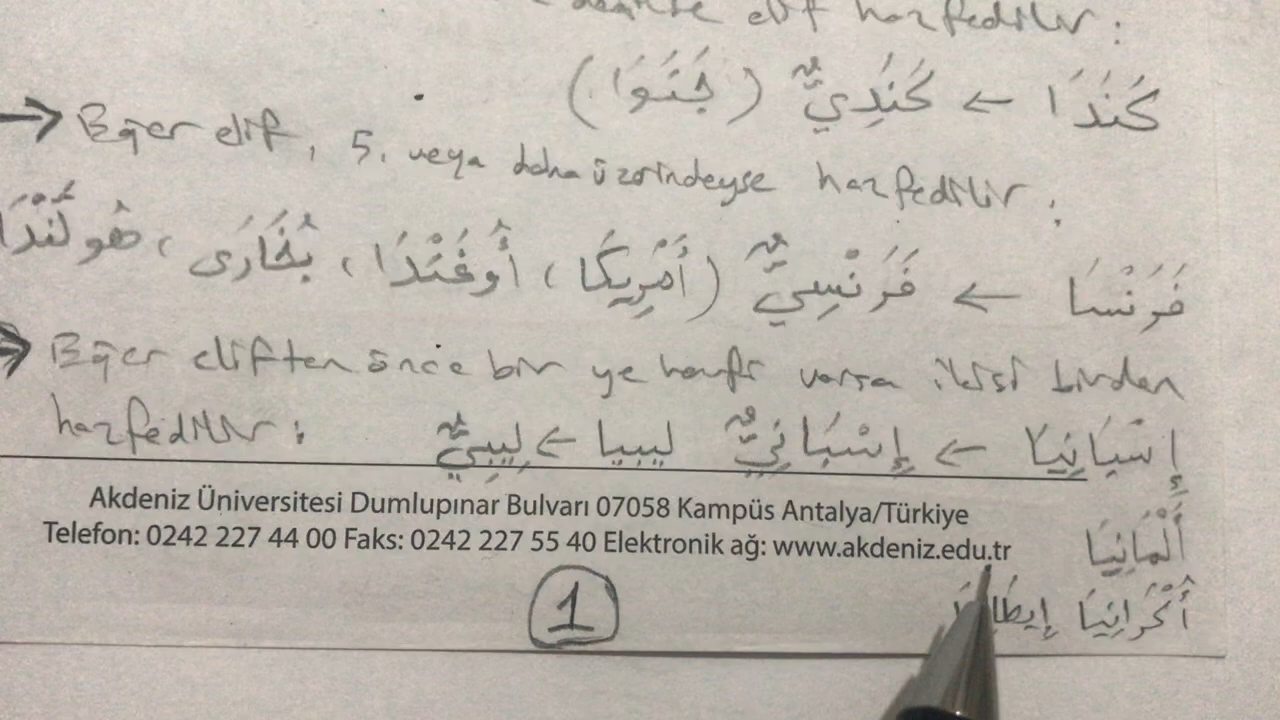 elif hazfedilir :
كَنَدَا ← كَنَدِيٌّ (جَنَوَا)
→ Eğer elif, 5. veya daha üzerindeyse hazfedilir :
فَرَنْسَا ← فَرَنْسِيٌّ (أَمْرِيكَا، أُوغَنْدَا، بُخَارَى، هُولَنْدَا
→ Eğer eliften önce bir ye harfi varsa ikisi birden
hazfedilir : إِسْبَانِيَا ← إِسْبَانِيٌّ ليبيا ← لِيبِيٌّ
Akdeniz Üniversitesi Dumlupınar Bulvarı 07058 Kampüs Antalya/Türkiye
Telefon: 0242 227 44 00 Faks: 0242 227 55 40 Elektronik ağ: www.akdeniz.edu.tr
أَلْمَانِيَا
أُكْرَانِيَا
1